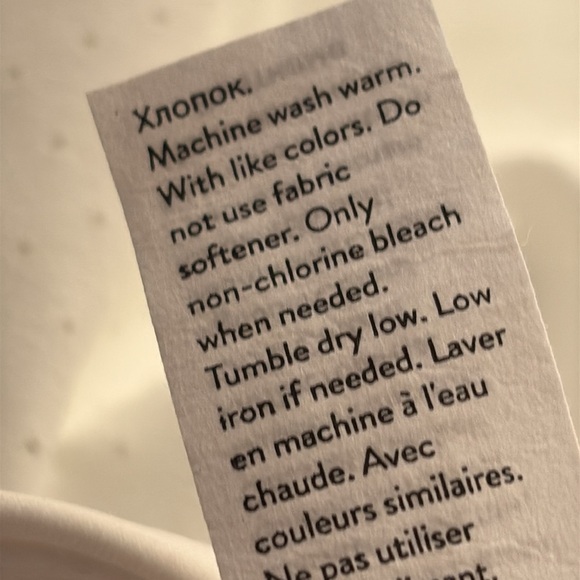 Хлопок.
Machine wash warm.
With like colors. Do
not use fabric
softener. Only
non-chlorine bleach
when needed.
Tumble dry low. Low
iron if needed. Laver
en machine à l'eau
chaude. Avec
couleurs similaires.
Ne pas utiliser